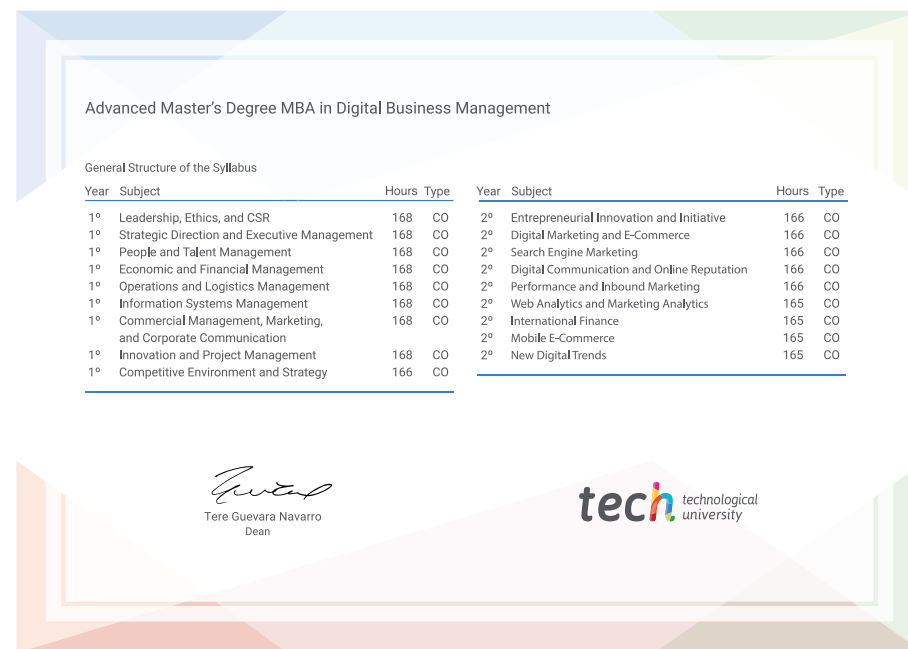 Advanced Master's Degree MBA in Digital Business Management
General Structure of the Syllabus
Year Subject Hours Type
1º Leadership, Ethics, and CSR 168 CO
1º Strategic Direction and Executive Management 168 CO
1º People and Talent Management 168 CO
1º Economic and Financial Management 168 CO
1º Operations and Logistics Management 168 CO
1º Information Systems Management 168 CO
1º Commercial Management, Marketing, 168 CO
and Corporate Communication
1º Innovation and Project Management 168 CO
1º Competitive Environment and Strategy 166 CO
Year Subject Hours Type
2º Entrepreneurial Innovation and Initiative 166 CO
2º Digital Marketing and E-Commerce 166 CO
2º Search Engine Marketing 166 CO
2º Digital Communication and Online Reputation 166 CO
2º Performance and Inbound Marketing 166 CO
2º Web Analytics and Marketing Analytics 165 CO
2º International Finance 165 CO
2º Mobile E-Commerce 165 CO
2º New Digital Trends 165 CO
Tere Guevara Navarro
Dean
tech technological
university